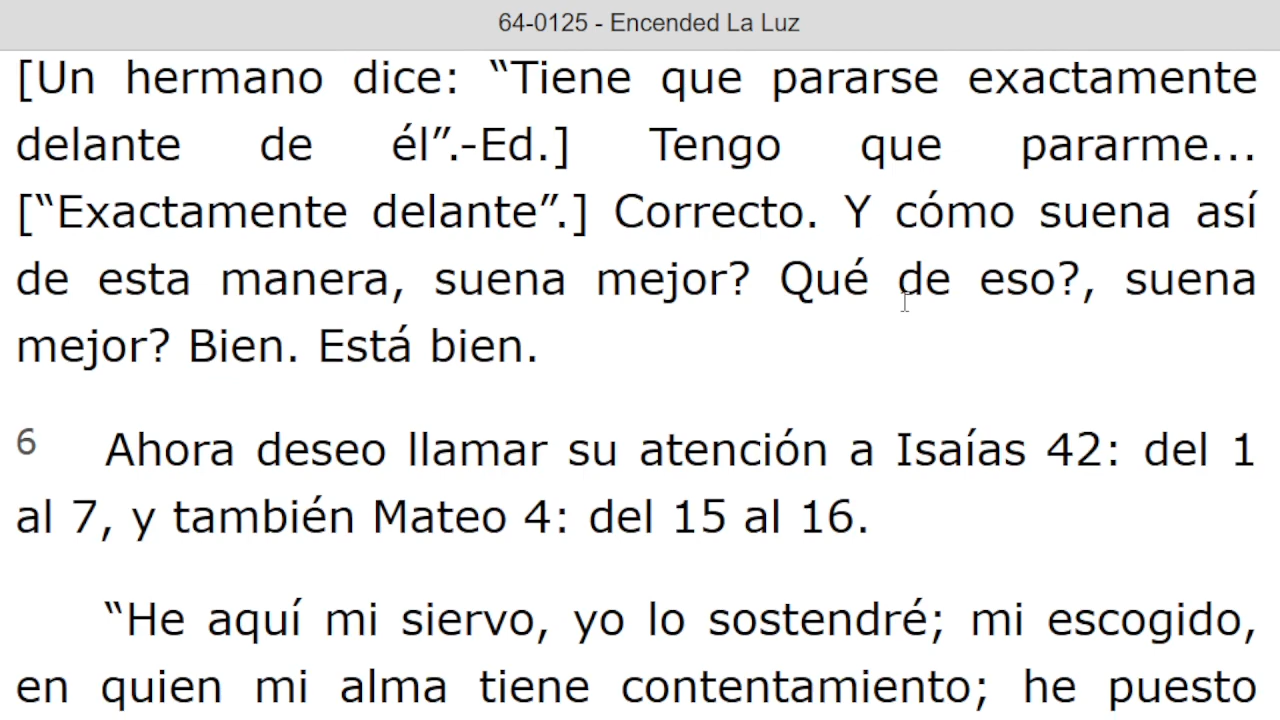 64-0125 - Encended La Luz
[Un hermano dice: “Tiene que pararse exactamente
delante de él”.-Ed.] Tengo que pararme...
[“Exactamente delante”.] Correcto. Y cómo suena así
de esta manera, suena mejor? Qué de eso?, suena
mejor? Bien. Está bien.
6 Ahora deseo llamar su atención a Isaías 42: del 1
al 7, y también Mateo 4: del 15 al 16.
“He aquí mi siervo, yo lo sostendré; mi escogido,
en quien mi alma tiene contentamiento; he puesto